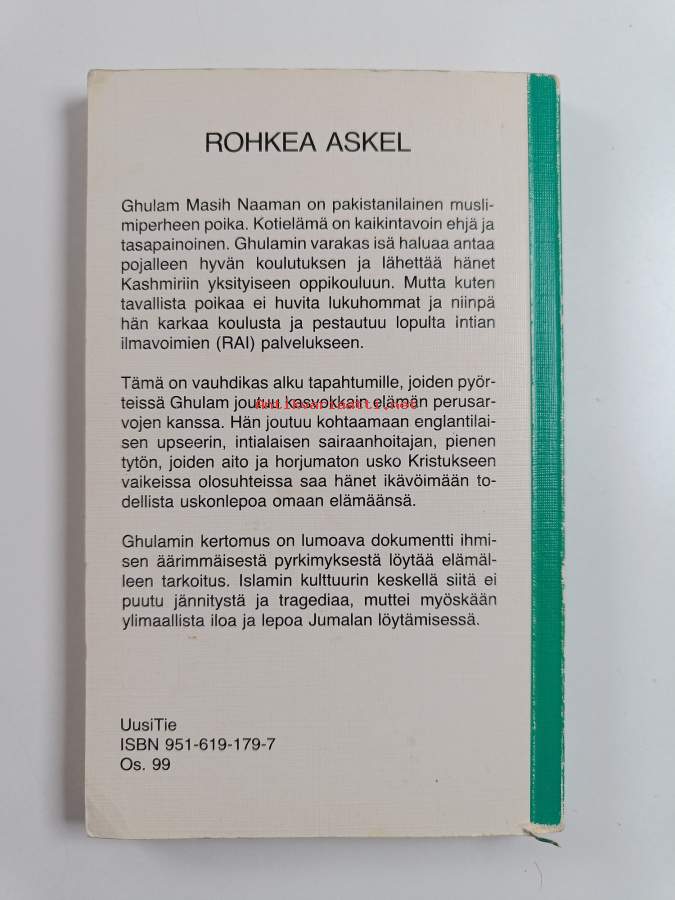 ROHKEA ASKEL
Ghulam Masih Naaman on pakistanilainen musli-
miperheen poika. Kotielämä on kaikintavoin ehjä ja
tasapainoinen. Ghulamin varakas isä haluaa antaa
pojalleen hyvän koulutuksen ja lähettää hänet
Kashmiriin yksityiseen oppikouluun. Mutta kuten
tavallista poikaa ei huvita lukuhommat ja niinpä
hän karkaa koulusta ja pestautuu lopulta intian
ilmavoimien (RAI) palvelukseen.
Tämä on vauhdikas alku tapahtumille, joiden pyör-
teissä Ghulam joutuu kasvokkain elämän perusar-
vojen kanssa. Hän joutuu kohtaamaan englantilai-
sen upseerin, intialaisen sairaanhoitajan, pienen
tytön, joiden aito ja horjumaton usko Kristukseen
vaikeissa olosuhteissa saa hänet ikävöimään to-
dellista uskonlepoa omaan elämäänsä.
Ghulamin kertomus on lumoava dokumentti ihmi-
sen äärimmäisestä pyrkimyksestä löytää elämäl-
leen tarkoitus. Islamin kulttuurin keskellä siitä ei
puutu jännitystä ja tragediaa, muttei myöskään
ylimaallista iloa ja lepoa Jumalan löytämisessä.
UusiTie
ISBN 951-619-179-7
Os. 99
Antikvariaatti.net